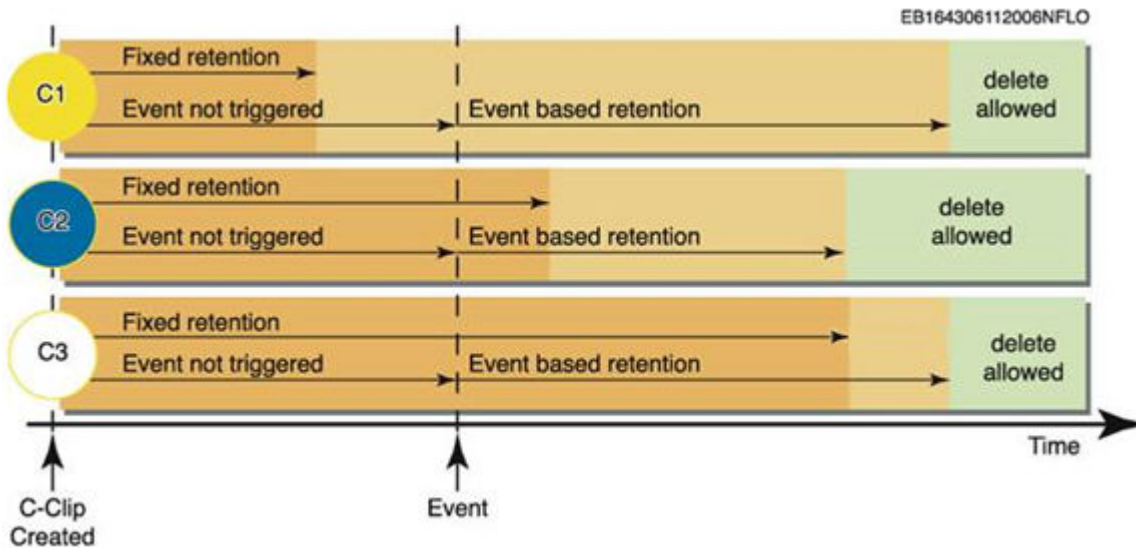 EB164306112006NFLO
C1
Fixed retention
Event not triggered
Event based retention
delete
allowed
C2
Fixed retention
Event not triggered
Event based retention
delete
allowed
C3
Fixed retention
Event not triggered
Event based retention
delete
allowed
Time
C-Clip
Created
Event